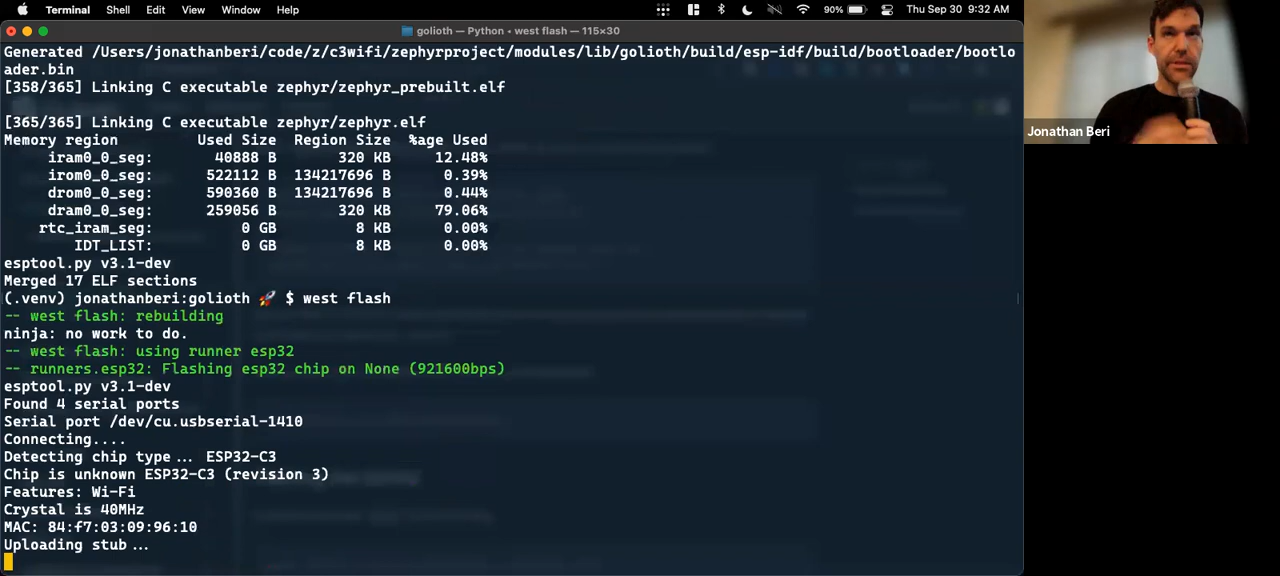 Terminal Shell Edit View Window Help 90% Thu Sep 30 9:32 AM
golioth — Python • west flash — 115×30
Generated /Users/jonathanberi/code/z/c3wifi/zephyrproject/modules/lib/golioth/build/esp-idf/build/bootloader/bootlo
ader.bin
[358/365] Linking C executable zephyr/zephyr_prebuilt.elf
[365/365] Linking C executable zephyr/zephyr.elf
Memory region Used Size Region Size %age Used
iram0_0_seg: 40888 B 320 KB 12.48%
irom0_0_seg: 522112 B 134217696 B 0.39%
drom0_0_seg: 590360 B 134217696 B 0.44%
dram0_0_seg: 259056 B 320 KB 79.06%
rtc_iram_seg: 0 GB 8 KB 0.00%
IDT_LIST: 0 GB 8 KB 0.00%
esptool.py v3.1-dev
Merged 17 ELF sections
(.venv) jonathanberi:golioth 🚀 $ west flash
-- west flash: rebuilding
ninja: no work to do.
-- west flash: using runner esp32
-- runners.esp32: Flashing esp32 chip on None (921600bps)
esptool.py v3.1-dev
Found 4 serial ports
Serial port /dev/cu.usbserial-1410
Connecting....
Detecting chip type... ESP32-C3
Chip is unknown ESP32-C3 (revision 3)
Features: Wi-Fi
Crystal is 40MHz
MAC: 84:f7:03:09:96:10
Uploading stub...
Jonathan Beri